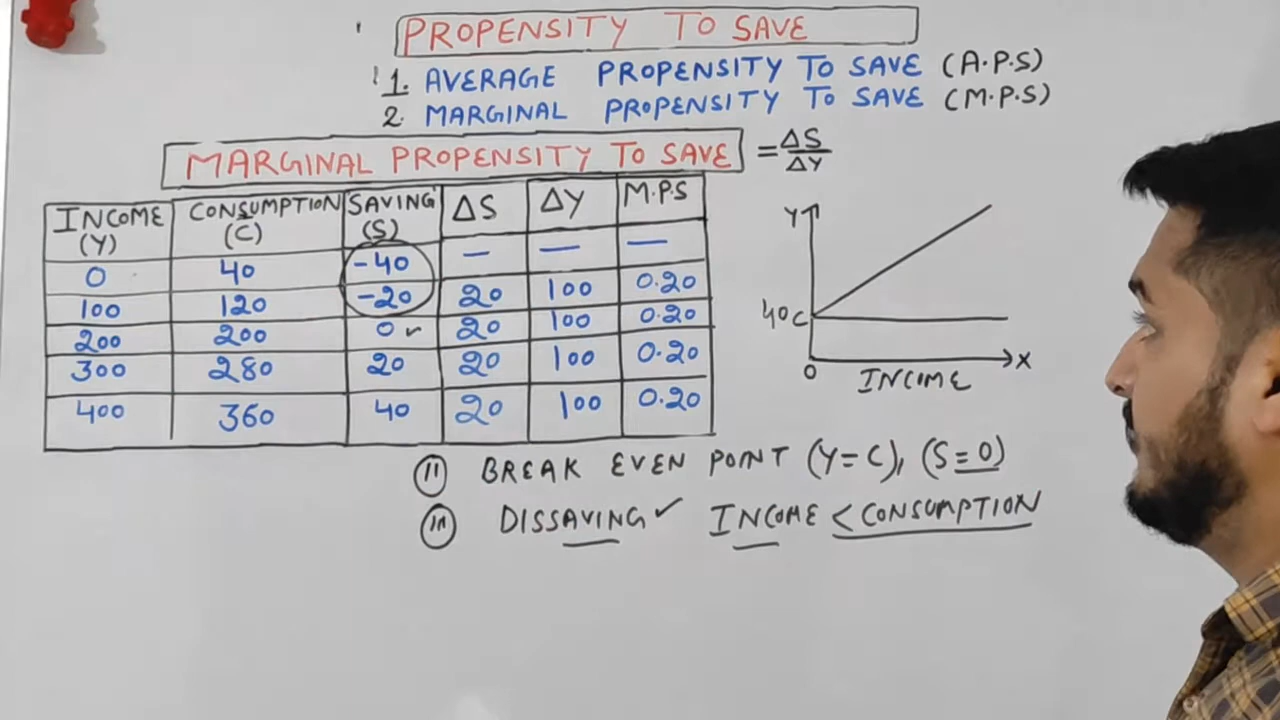 PROPENSITY TO SAVE
1. AVERAGE PROPENSITY TO SAVE (A.P.S)
2. MARGINAL PROPENSITY TO SAVE (M.P.S)
MARGINAL PROPENSITY TO SAVE = ΔS/ΔY
INCOME (Y) CONSUMPTION (C) SAVING (S) ΔS ΔY M.P.S
0 40 -40 — — —
100 120 -20 20 100 0.20
200 200 0 20 100 0.20
300 280 20 20 100 0.20
400 360 40 20 100 0.20
Y
40 C
0 X
INCOME
(II) BREAK EVEN POINT (Y=C), (S=0)
(III) DISSAVING ✓ INCOME < CONSUMPTION